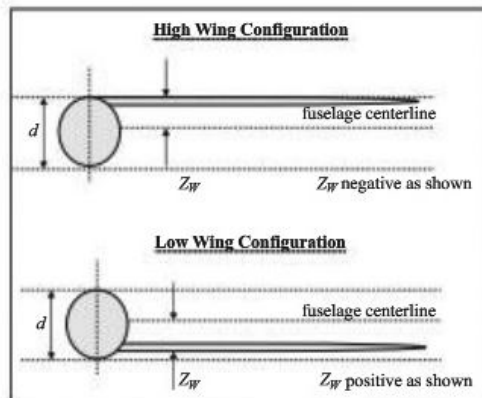 High Wing Configuration
d
fuselage centerline
Z_W
Z_W negative as shown
Low Wing Configuration
d
fuselage centerline
Z_W
Z_W positive as shown